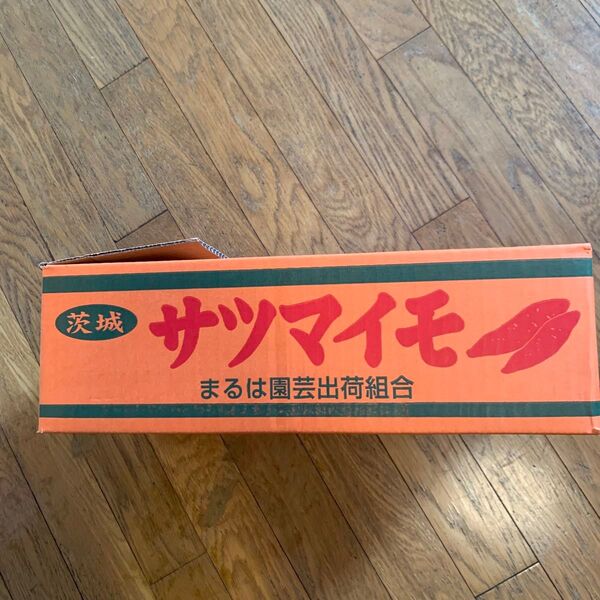 茨城
サツマイモ
まるは園芸出荷組合